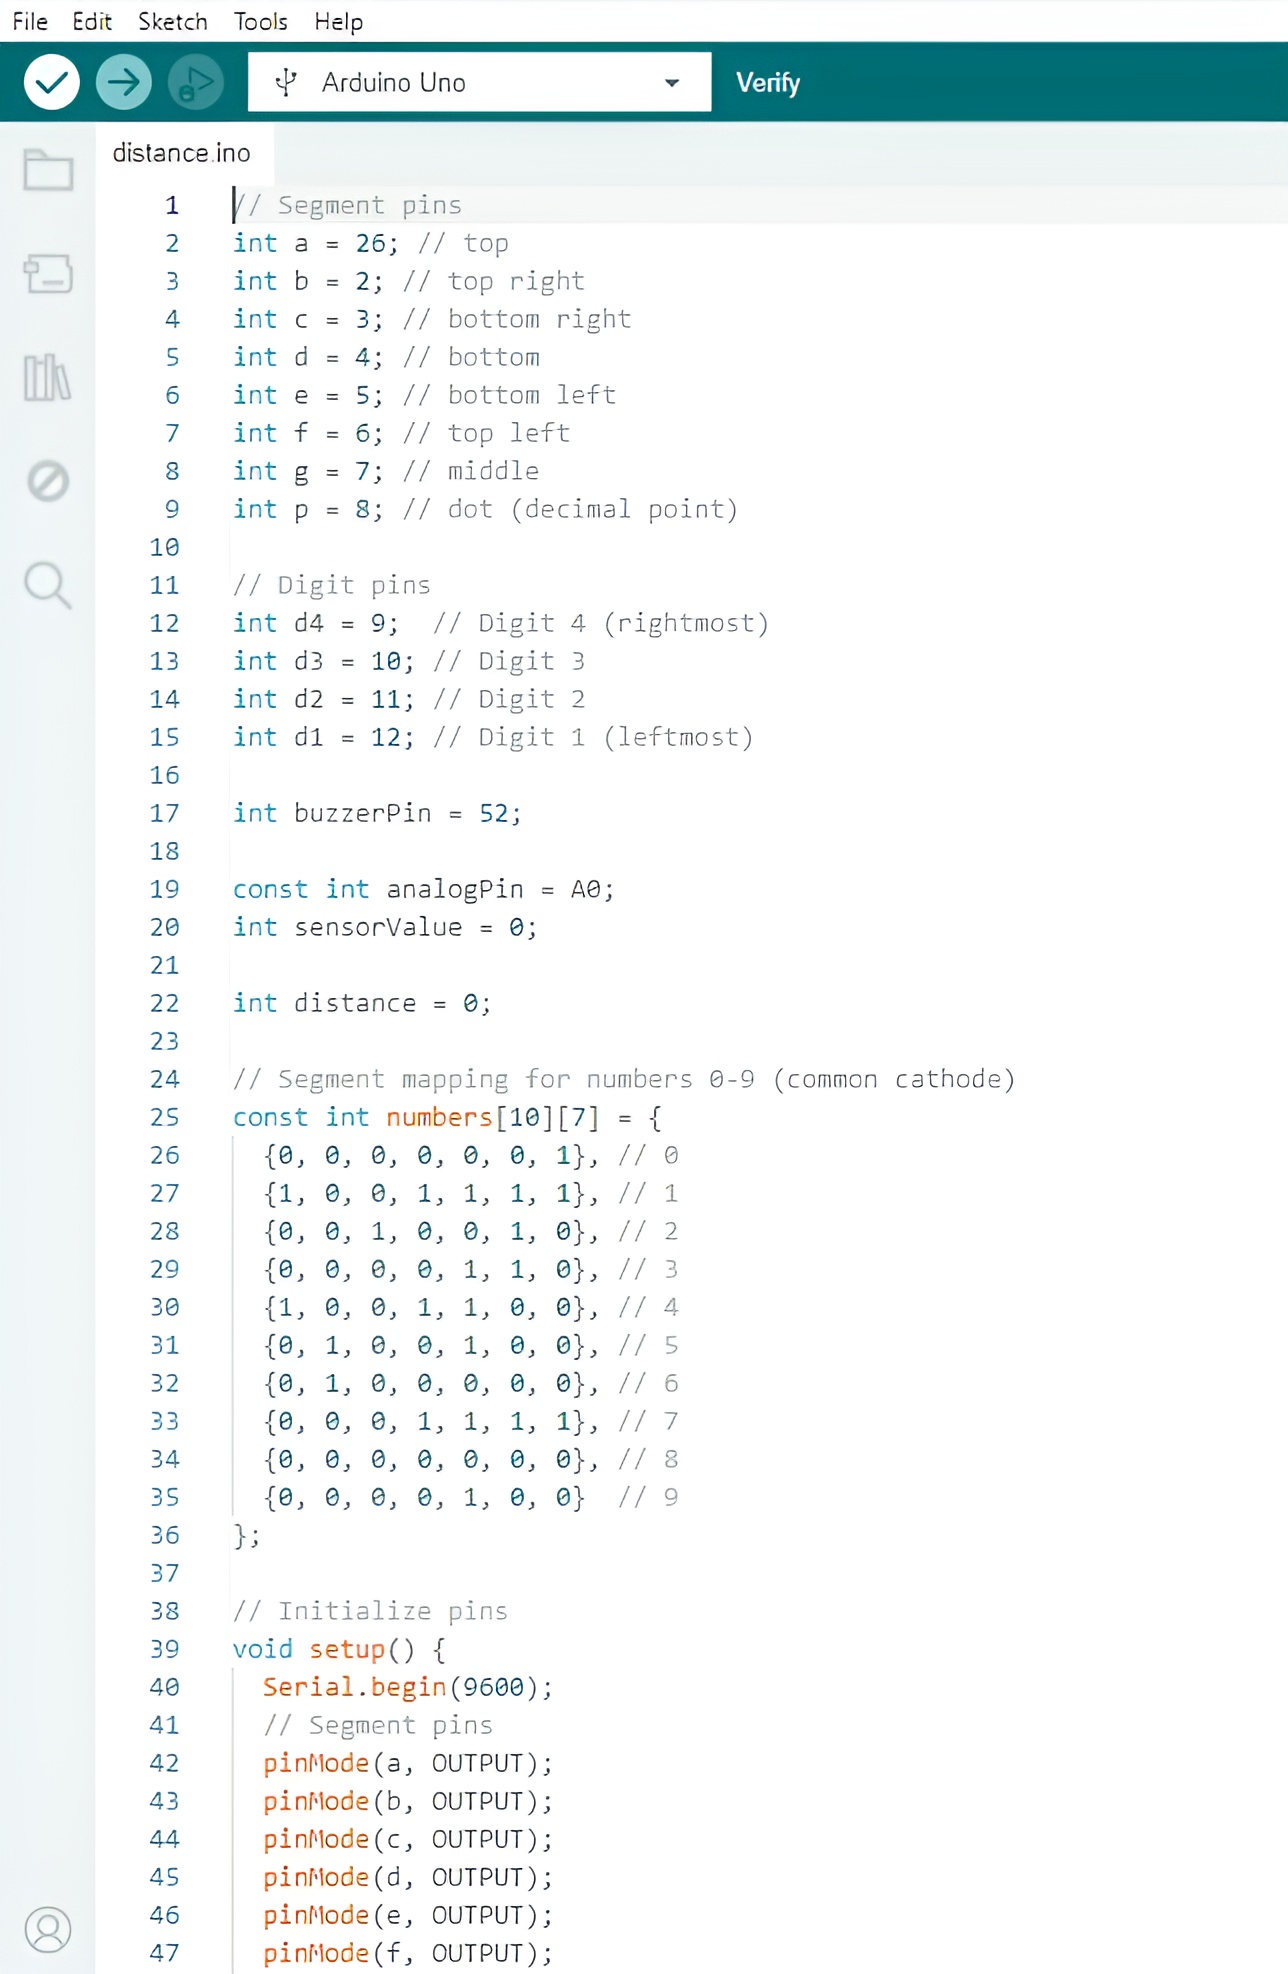 File Edit Sketch Tools Help
Arduino Uno
Verify
distance.ino
1 // Segment pins
2 int a = 26; // top
3 int b = 2; // top right
4 int c = 3; // bottom right
5 int d = 4; // bottom
6 int e = 5; // bottom left
7 int f = 6; // top left
8 int g = 7; // middle
9 int p = 8; // dot (decimal point)
10
11 // Digit pins
12 int d4 = 9;  // Digit 4 (rightmost)
13 int d3 = 10; // Digit 3
14 int d2 = 11; // Digit 2
15 int d1 = 12; // Digit 1 (leftmost)
16
17 int buzzerPin = 52;
18
19 const int analogPin = A0;
20 int sensorValue = 0;
21
22 int distance = 0;
23
24 // Segment mapping for numbers 0-9 (common cathode)
25 const int numbers[10][7] = {
26   {0, 0, 0, 0, 0, 0, 1}, // 0
27   {1, 0, 0, 1, 1, 1, 1}, // 1
28   {0, 0, 1, 0, 0, 1, 0}, // 2
29   {0, 0, 0, 0, 1, 1, 0}, // 3
30   {1, 0, 0, 1, 1, 0, 0}, // 4
31   {0, 1, 0, 0, 1, 0, 0}, // 5
32   {0, 1, 0, 0, 0, 0, 0}, // 6
33   {0, 0, 0, 1, 1, 1, 1}, // 7
34   {0, 0, 0, 0, 0, 0, 0}, // 8
35   {0, 0, 0, 0, 1, 0, 0}  // 9
36 };
37
38 // Initialize pins
39 void setup() {
40   Serial.begin(9600);
41   // Segment pins
42   pinMode(a, OUTPUT);
43   pinMode(b, OUTPUT);
44   pinMode(c, OUTPUT);
45   pinMode(d, OUTPUT);
46   pinMode(e, OUTPUT);
47   pinMode(f, OUTPUT);